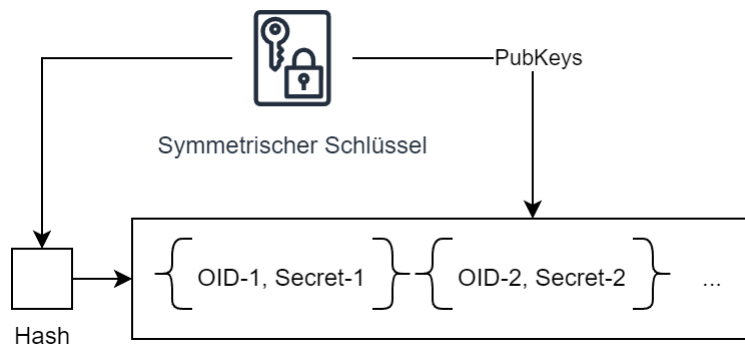 PubKeys
Symmetrischer Schlüssel
OID-1, Secret-1
OID-2, Secret-2
...
Hash